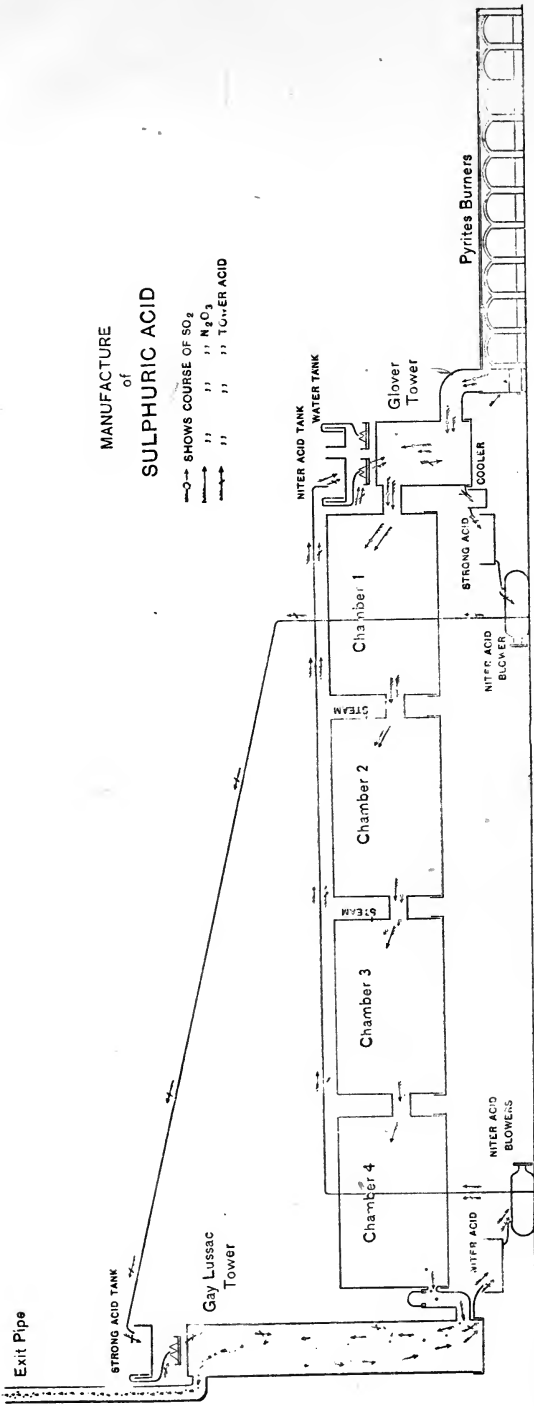 MANUFACTURE
of
SULPHURIC ACID
SHOWS COURSE OF SO2
" " " N2O3
" " " TOWER ACID
Exit Pipe
STRONG ACID TANK
Gay Lussac
Tower
NITER ACID
NITER ACID
BLOWERS
Chamber 4
Chamber 3
STEAM
Chamber 2
STEAM
Chamber 1
NITER ACID TANK
WATER TANK
Glover
Tower
COOLER
STRONG ACID
NITER ACID
BLOWER
Pyrites Burners